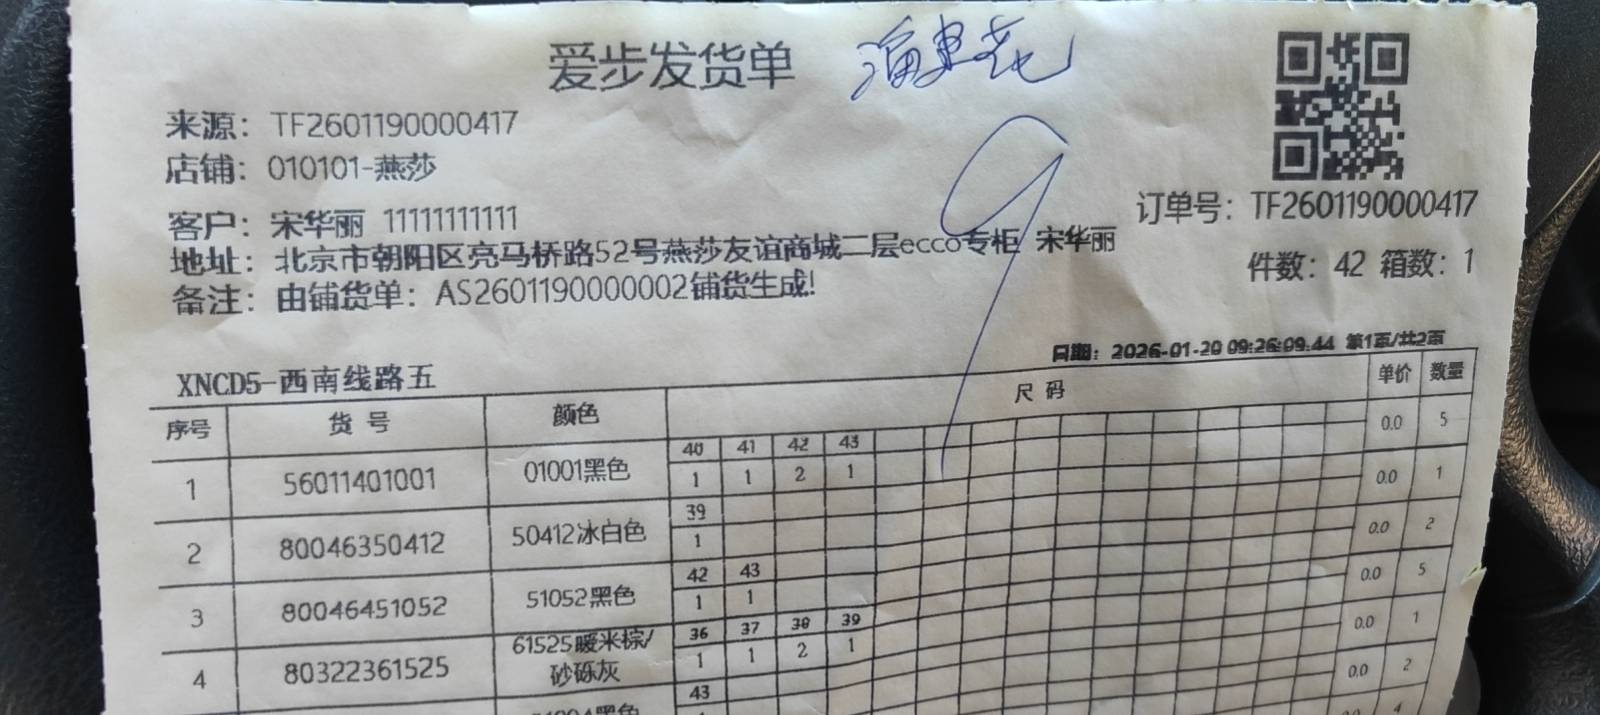 爱步发货单
来源：TF2601190000417
店铺：010101-燕莎
客户：宋华丽 11111111111
订单号：TF2601190000417
地址：北京市朝阳区亮马桥路52号燕莎友谊商城二层ecco专柜 宋华丽
件数：42 箱数：1
备注：由铺货单：AS2601190000002铺货生成!
日期：2026-01-20 09:26:09:44 第1页/共2页
XNCD5-西南线路五
序号 货号 颜色 尺码 单价 数量
40 41 42 43
1 56011401001 01001黑色 1 1 2 1 0.0 5
39
2 80046350412 50412冰白色 1 0.0 1
42 43
3 80046451052 51052黑色 1 1 0.0 2
36 37 38 39
4 80322361525 61525暖米棕/砂砾灰 1 1 2 1 0.0 5
43
0.0 1
0.0 2